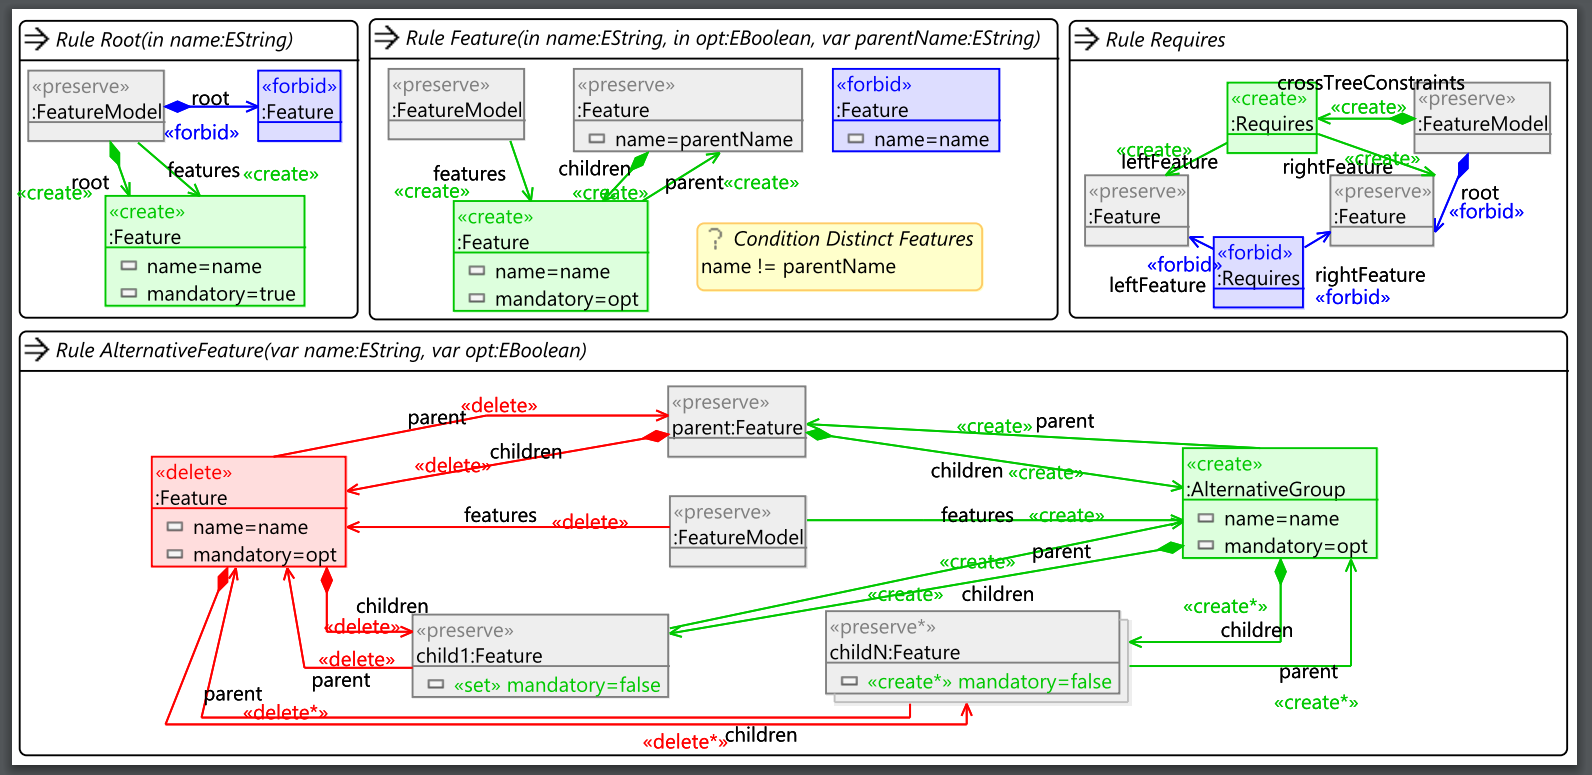 Rule Root(in name:EString)
«preserve»
:FeatureModel
root
«forbid»
«forbid»
:Feature
root
«create»
features
«create»
«create»
:Feature
name=name
mandatory=true
Rule Feature(in name:EString, in opt:EBoolean, var parentName:EString)
«preserve»
:FeatureModel
«preserve»
:Feature
name=parentName
«forbid»
:Feature
name=name
features
«create»
children
«create»
parent
«create»
«create»
:Feature
name=name
mandatory=opt
Condition Distinct Features
name != parentName
Rule Requires
crossTreeConstraints
«create»
«create»
:Requires
«preserve»
:FeatureModel
«create»
leftFeature
«create»
rightFeature
«preserve»
:Feature
«preserve»
:Feature
root
«forbid»
«forbid»
leftFeature
«forbid»
:Requires
rightFeature
«forbid»
Rule AlternativeFeature(var name:EString, var opt:EBoolean)
parent
«delete»
«preserve»
parent:Feature
«create»
parent
children
«delete»
children
«create»
«delete»
:Feature
name=name
mandatory=opt
features
«delete»
«preserve»
:FeatureModel
features
«create»
«create»
:AlternativeGroup
name=name
mandatory=opt
«create»
parent
«create»
children
children
«delete»
«delete»
parent
«preserve»
child1:Feature
«set» mandatory=false
«preserve*»
childN:Feature
«create*» mandatory=false
«create*»
children
parent
«create*»
parent
«delete*»
children
«delete*»